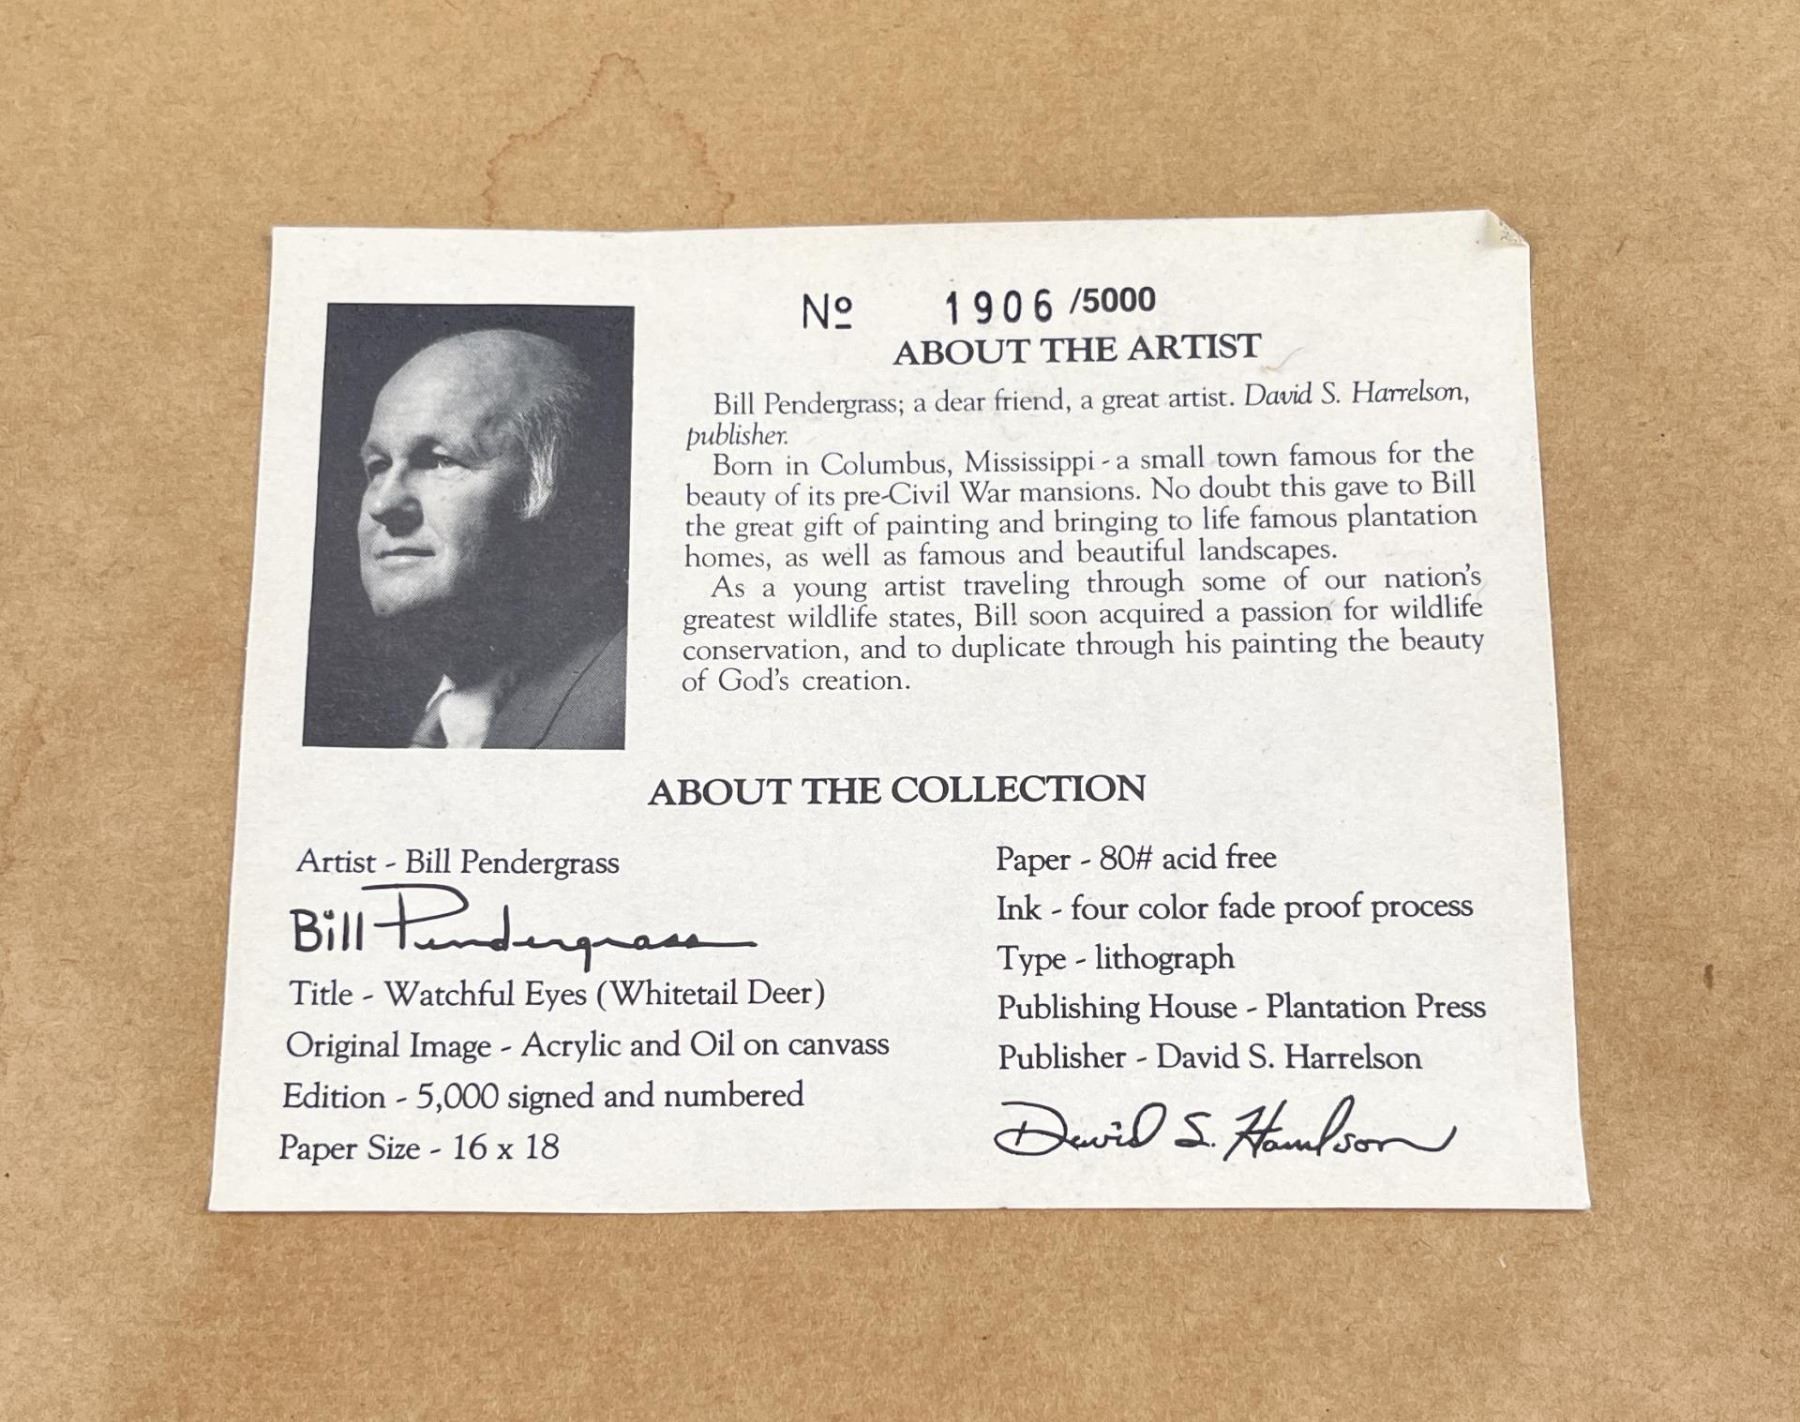 Nº 1906 /5000
ABOUT THE ARTIST
Bill Pendergrass; a dear friend, a great artist. David S. Harrelson,
publisher.
Born in Columbus, Mississippi - a small town famous for the
beauty of its pre-Civil War mansions. No doubt this gave to Bill
the great gift of painting and bringing to life famous plantation
homes, as well as famous and beautiful landscapes.
As a young artist traveling through some of our nation's
greatest wildlife states, Bill soon acquired a passion for wildlife
conservation, and to duplicate through his painting the beauty
of God's creation.
ABOUT THE COLLECTION
Artist - Bill Pendergrass
Bill Pendergrass
Title - Watchful Eyes (Whitetail Deer)
Original Image - Acrylic and Oil on canvass
Edition - 5,000 signed and numbered
Paper Size - 16 x 18
Paper - 80# acid free
Ink - four color fade proof process
Type - lithograph
Publishing House - Plantation Press
Publisher - David S. Harrelson
David S. Harrelson